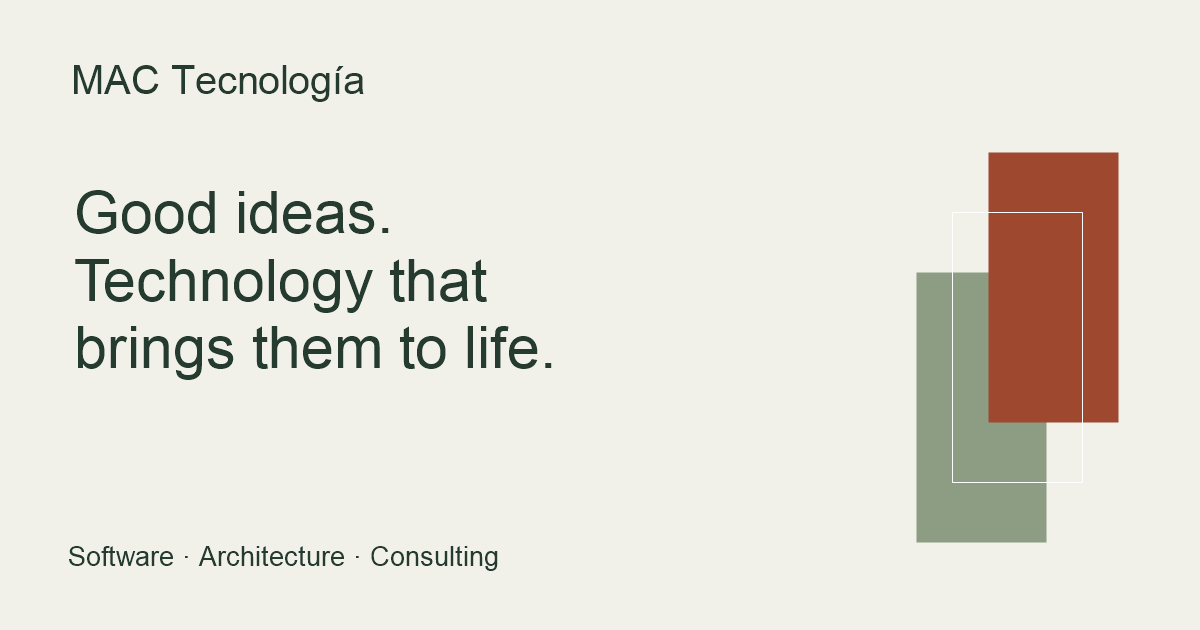 MAC Tecnología
Good ideas.
Technology that
brings them to life.
Software · Architecture · Consulting